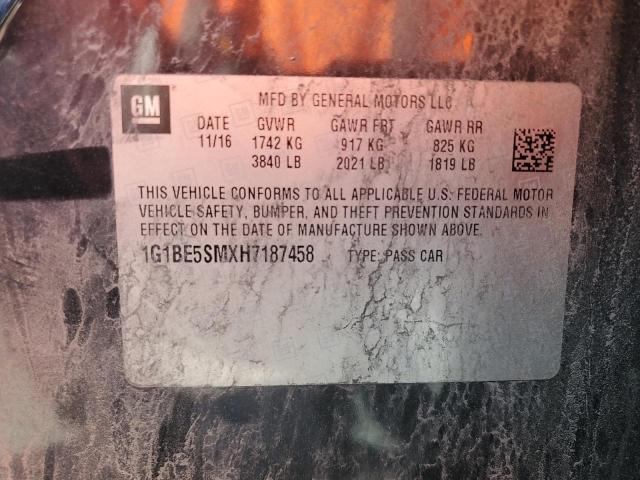 GM
MFD BY GENERAL MOTORS LLC
DATE GVWR GAWR FRT GAWR RR
11/16 1742 KG 917 KG 825 KG
3840 LB 2021 LB 1819 LB
THIS VEHICLE CONFORMS TO ALL APPLICABLE U.S. FEDERAL MOTOR
VEHICLE SAFETY, BUMPER, AND THEFT PREVENTION STANDARDS IN
EFFECT ON THE DATE OF MANUFACTURE SHOWN ABOVE.
1G1BE5SMXH7187458 TYPE: PASS CAR